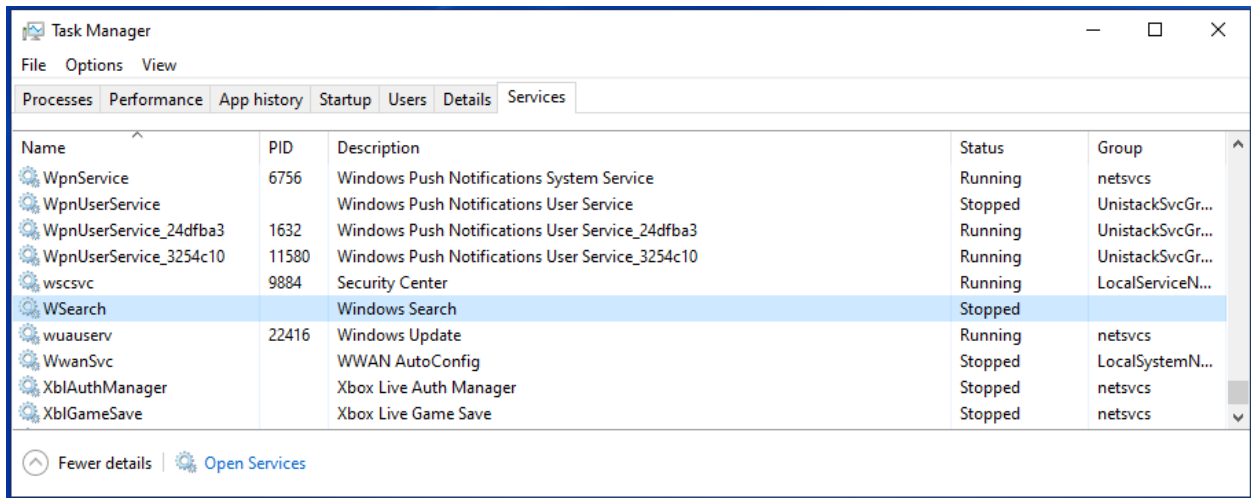 Task Manager
File Options View
Processes Performance App history Startup Users Details Services
Name PID Description Status Group
WpnService 6756 Windows Push Notifications System Service Running netsvcs
WpnUserService Windows Push Notifications User Service Stopped UnistackSvcGr...
WpnUserService_24dfba3 1632 Windows Push Notifications User Service_24dfba3 Running UnistackSvcGr...
WpnUserService_3254c10 11580 Windows Push Notifications User Service_3254c10 Running UnistackSvcGr...
wscsvc 9884 Security Center Running LocalServiceN...
WSearch Windows Search Stopped
wuauserv 22416 Windows Update Running netsvcs
WwanSvc WWAN AutoConfig Stopped LocalSystemN...
XblAuthManager Xbox Live Auth Manager Stopped netsvcs
XblGameSave Xbox Live Game Save Stopped netsvcs
Fewer details Open Services